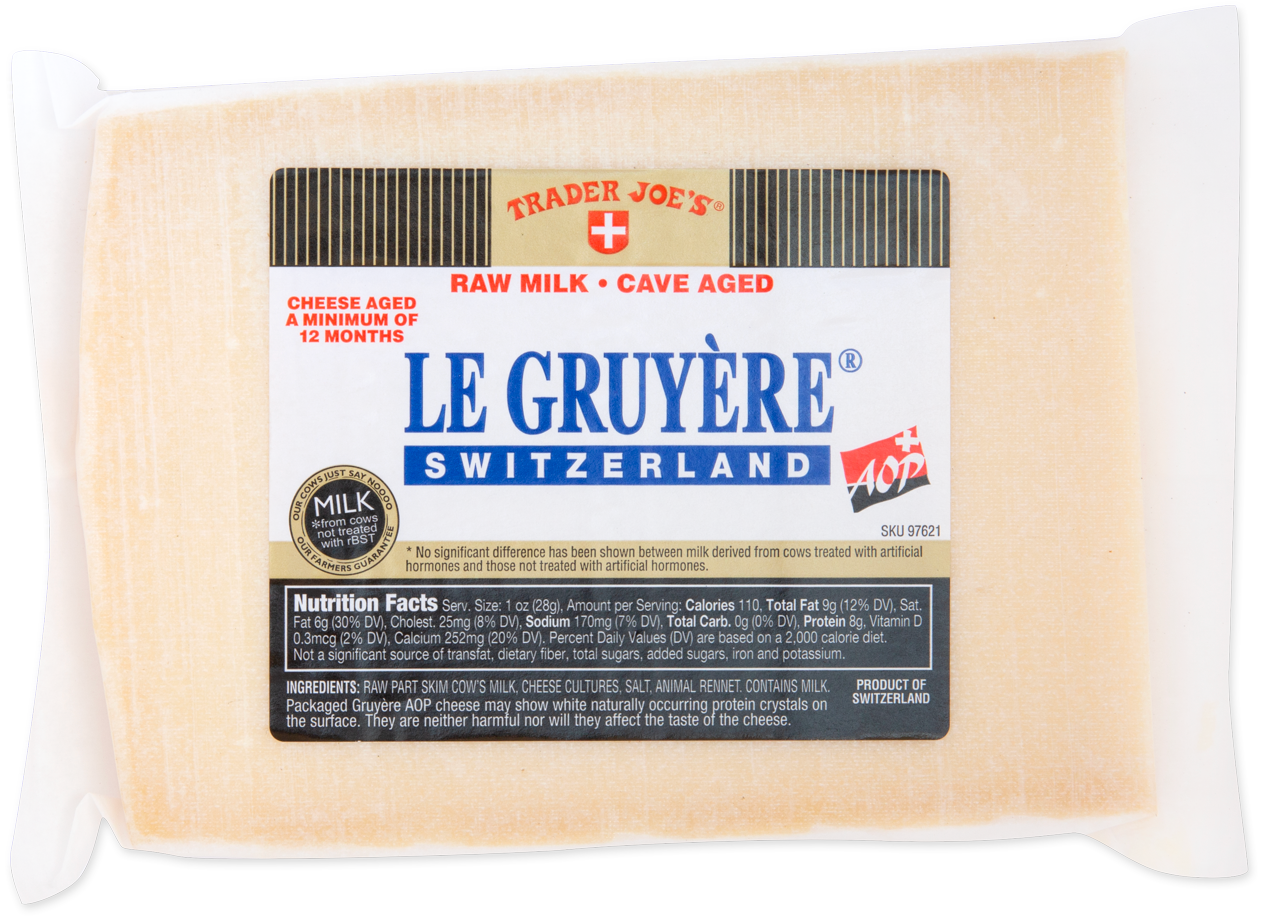 TRADER JOE'S®
RAW MILK • CAVE AGED
CHEESE AGED
A MINIMUM OF
12 MONTHS
LE GRUYÈRE®
SWITZERLAND
AOP
OUR COWS JUST SAY NOOOO
MILK
*from cows
not treated
with rBST
OUR FARMERS GUARANTEE
SKU 97621
* No significant difference has been shown between milk derived from cows treated with artificial
hormones and those not treated with artificial hormones.
Nutrition Facts Serv. Size: 1 oz (28g), Amount per Serving: Calories 110, Total Fat 9g (12% DV), Sat.
Fat 6g (30% DV), Cholest. 25mg (8% DV), Sodium 170mg (7% DV), Total Carb. 0g (0% DV), Protein 8g, Vitamin D
0.3mcg (2% DV), Calcium 252mg (20% DV). Percent Daily Values (DV) are based on a 2,000 calorie diet.
Not a significant source of transfat, dietary fiber, total sugars, added sugars, iron and potassium.
INGREDIENTS: RAW PART SKIM COW'S MILK, CHEESE CULTURES, SALT, ANIMAL RENNET. CONTAINS MILK.
Packaged Gruyère AOP cheese may show white naturally occurring protein crystals on
the surface. They are neither harmful nor will they affect the taste of the cheese.
PRODUCT OF
SWITZERLAND